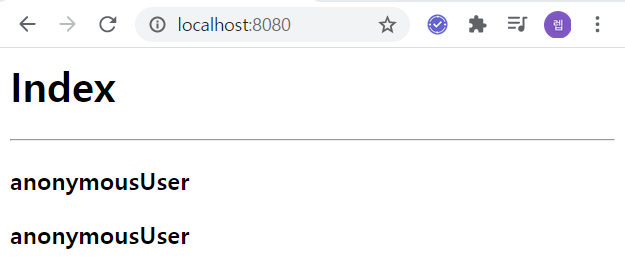 localhost:8080
렙
Index
anonymousUser
anonymousUser